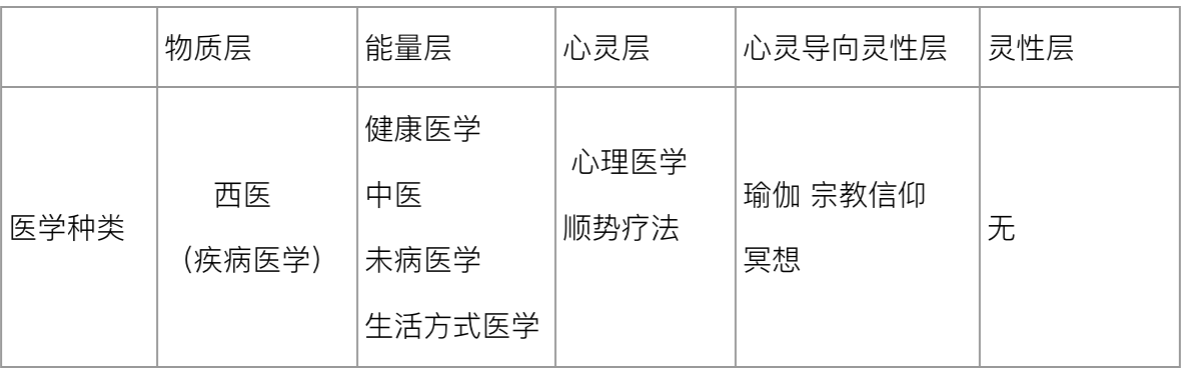 物质层
能量层
心灵层
心灵导向灵性层
灵性层
医学种类
西医
（疾病医学）
健康医学
中医
未病医学
生活方式医学
心理医学
顺势疗法
瑜伽 宗教信仰
冥想
无